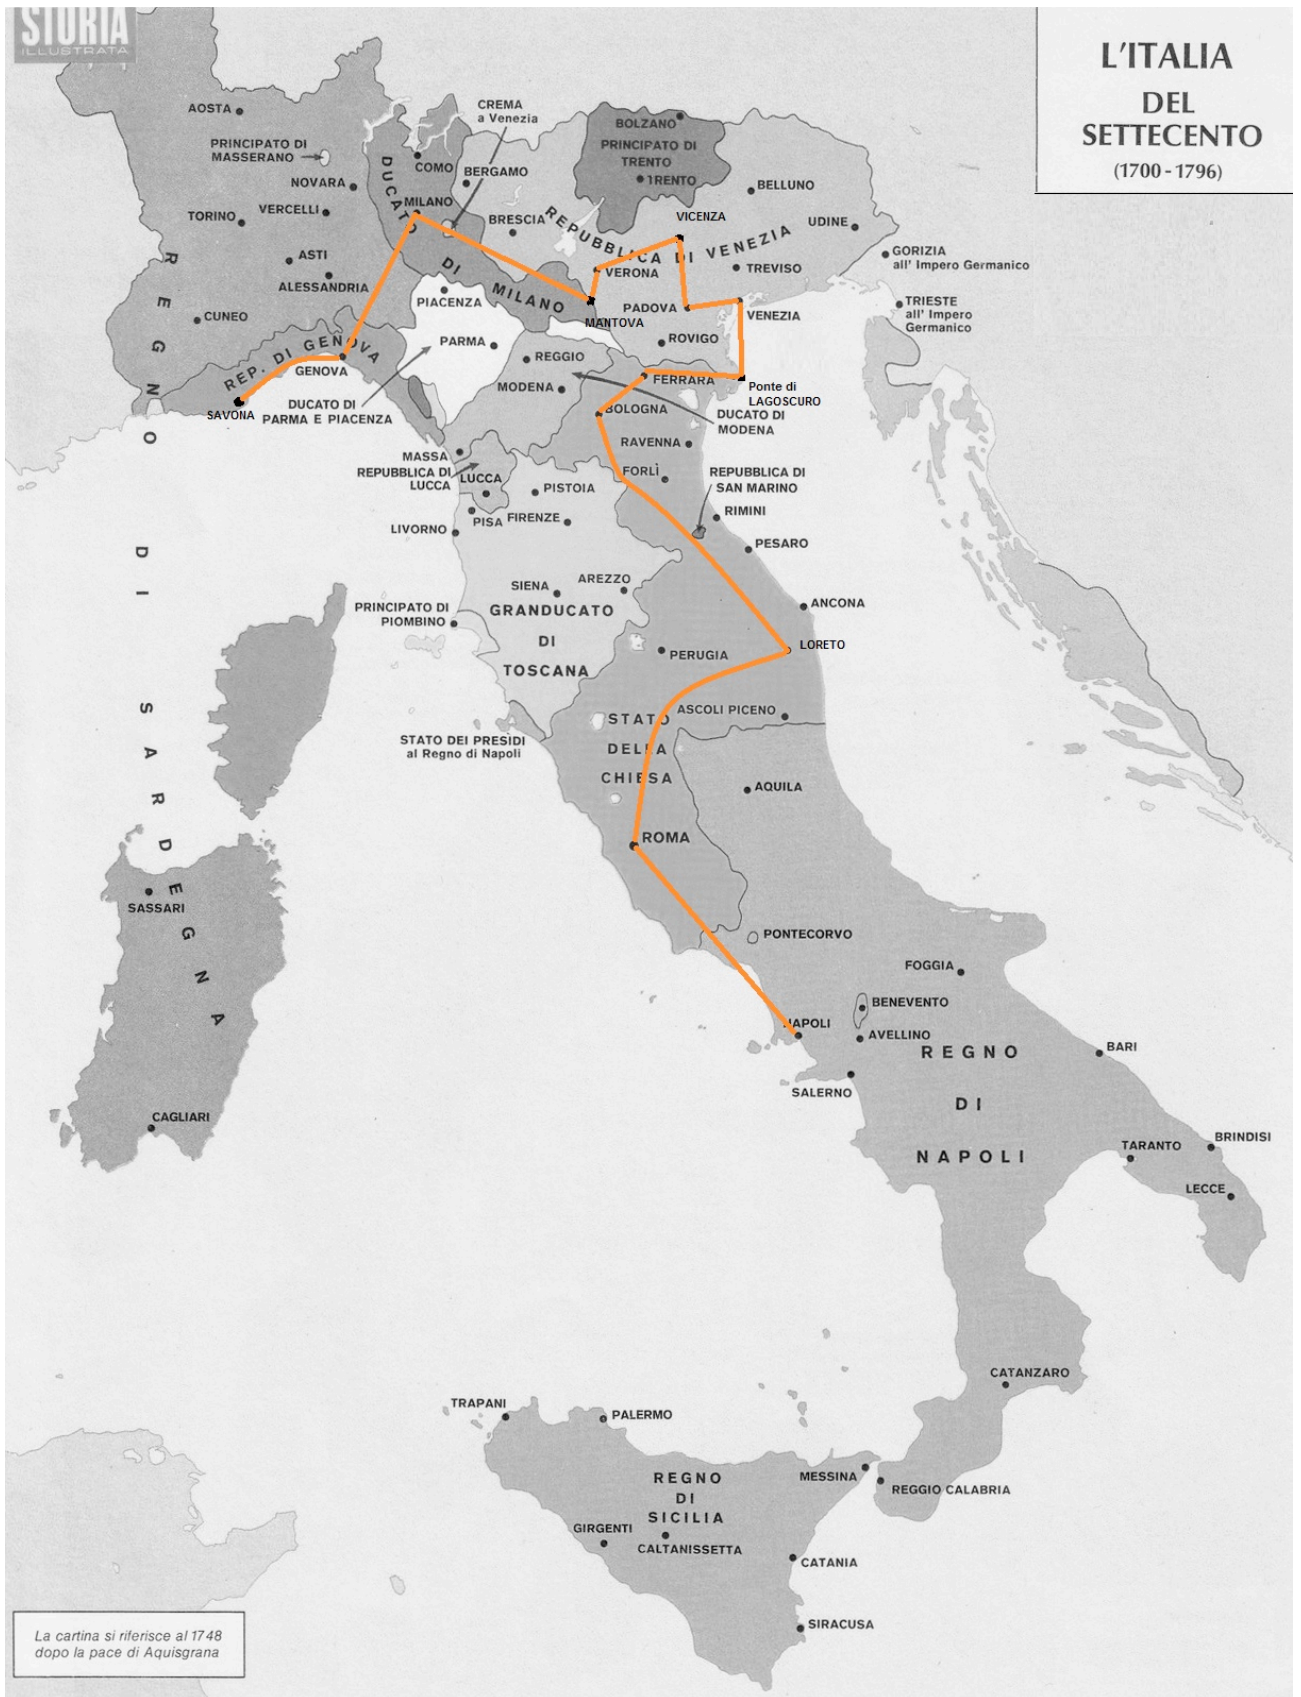 STORIA
ILLUSTRATA
L'ITALIA
DEL
SETTECENTO
(1700 - 1796)
AOSTA
CREMA
a Venezia
BOLZANO
PRINCIPATO DI
MASSERANO
PRINCIPATO DI
TRENTO
TRENTO
COMO
BERGAMO
NOVARA
BELLUNO
DUCATO
DI
MILANO
MILANO
TORINO
VERCELLI
BRESCIA
REPUBBLICA DI VENEZIA
VICENZA
UDINE
GORIZIA
all' Impero Germanico
ASTI
VERONA
TREVISO
ALESSANDRIA
PIACENZA
PADOVA
VENEZIA
TRIESTE
all' Impero
Germanico
CUNEO
MANTOVA
PARMA
ROVIGO
REP. DI GENOVA
REGGIO
GENOVA
MODENA
FERRARA
Ponte di
LAGOSCURO
SAVONA
DUCATO DI
PARMA E PIACENZA
BOLOGNA
DUCATO DI
MODENA
RAVENNA
MASSA
REPUBBLICA DI
LUCCA
LUCCA
FORLÌ
REPUBBLICA DI
SAN MARINO
PISTOIA
RIMINI
LIVORNO
PISA
FIRENZE
PESARO
SIENA
AREZZO
PRINCIPATO DI
PIOMBINO
GRANDUCATO
DI
TOSCANA
ANCONA
LORETO
PERUGIA
ASCOLI PICENO
STATO
DELLA
CHIESA
STATO DEI PRESIDI
al Regno di Napoli
AQUILA
ROMA
REGNO DI SARDEGNA
SASSARI
PONTECORVO
FOGGIA
BENEVENTO
NAPOLI
AVELLINO
REGNO
DI
NAPOLI
BARI
SALERNO
CAGLIARI
TARANTO
BRINDISI
LECCE
CATANZARO
TRAPANI
PALERMO
MESSINA
REGGIO CALABRIA
REGNO
DI
SICILIA
GIRGENTI
CALTANISSETTA
CATANIA
SIRACUSA
La cartina si riferisce al 1748
dopo la pace di Aquisgrana